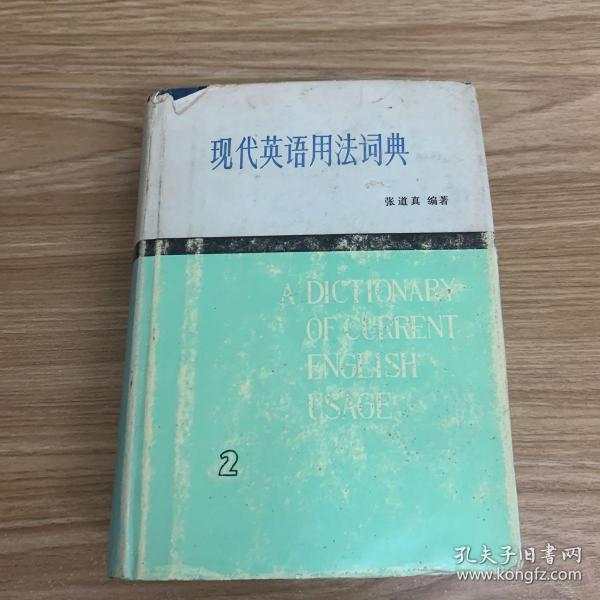 现代英语用法词典
张道真 编著
A DICTIONARY
OF CURRENT
ENGLISH
USAGE
2
孔夫子旧书网
www.kongfz.com